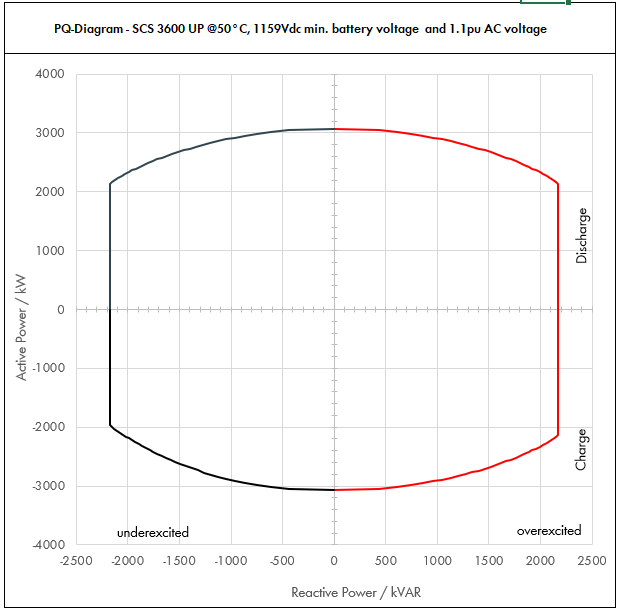 PQ-Diagram - SCS 3600 UP @50°C, 1159Vdc min. battery voltage and 1.1pu AC voltage
4000
3000
2000
1000
0
-1000
-2000
-3000
-4000
Active Power / kW
Discharge
Charge
underexcited
overexcited
-2500 -2000 -1500 -1000 -500 0 500 1000 1500 2000 2500
Reactive Power / kVAR